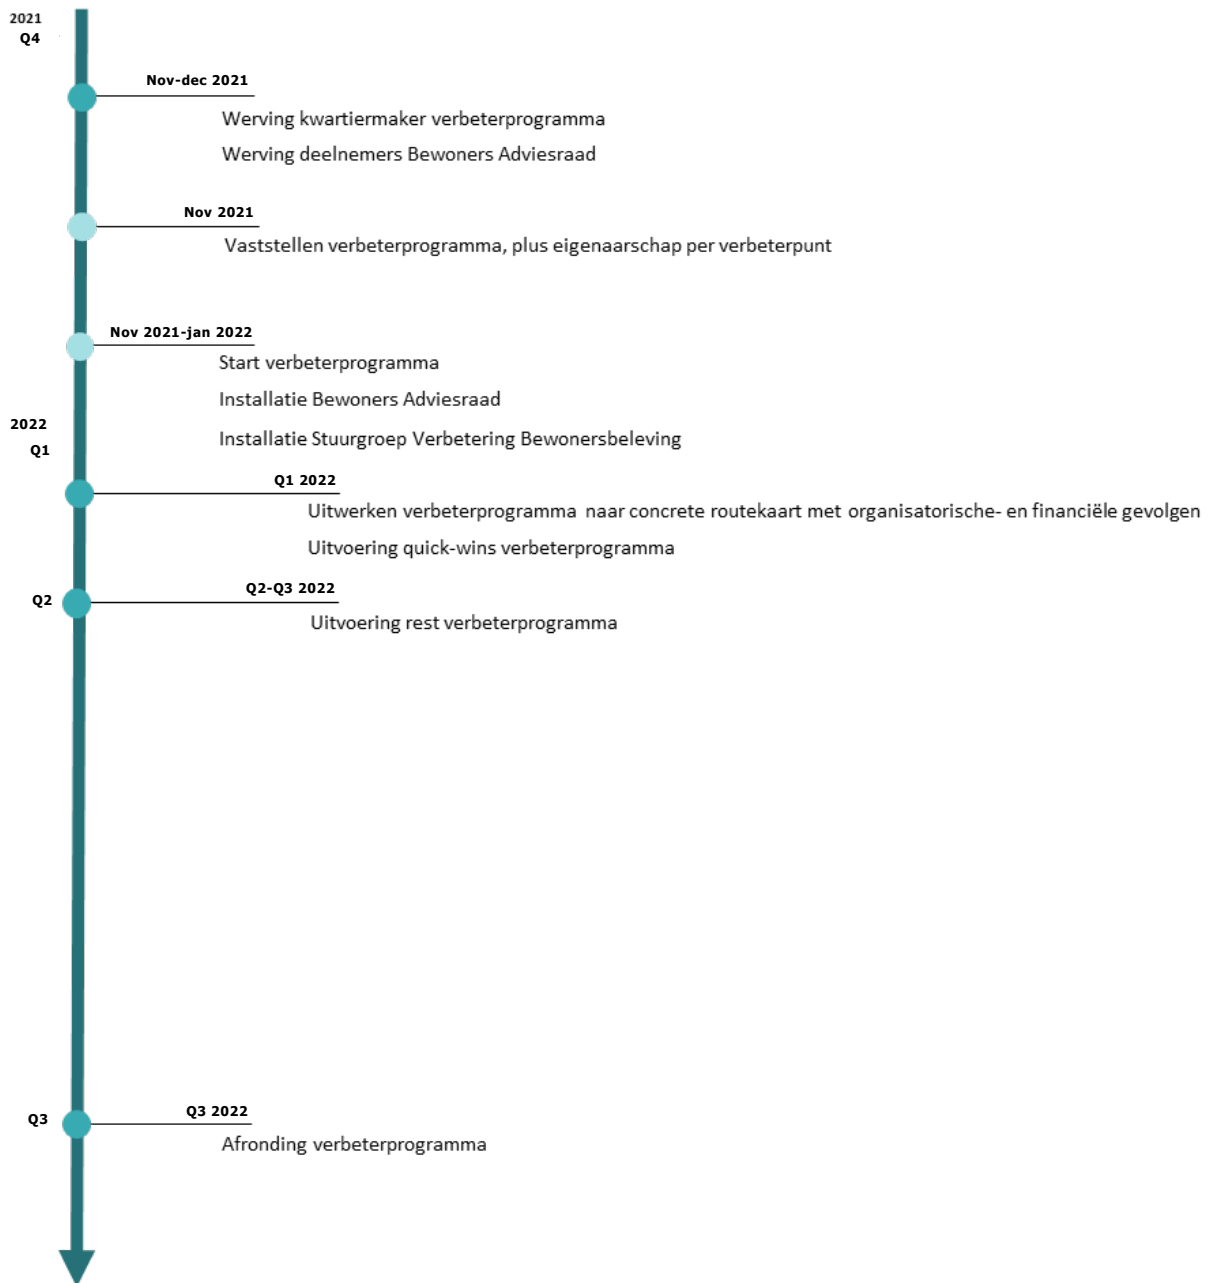 2021
Q4
Nov-dec 2021
Werving kwartiermaker verbeterprogramma
Werving deelnemers Bewoners Adviesraad
Nov 2021
Vaststellen verbeterprogramma, plus eigenaarschap per verbeterpunt
Nov 2021-jan 2022
Start verbeterprogramma
Installatie Bewoners Adviesraad
2022
Installatie Stuurgroep Verbetering Bewonersbeleving
Q1
Q1 2022
Uitwerken verbeterprogramma naar concrete routekaart met organisatorische- en financiële gevolgen
Uitvoering quick-wins verbeterprogramma
Q2
Q2-Q3 2022
Uitvoering rest verbeterprogramma
Q3
Q3 2022
Afronding verbeterprogramma